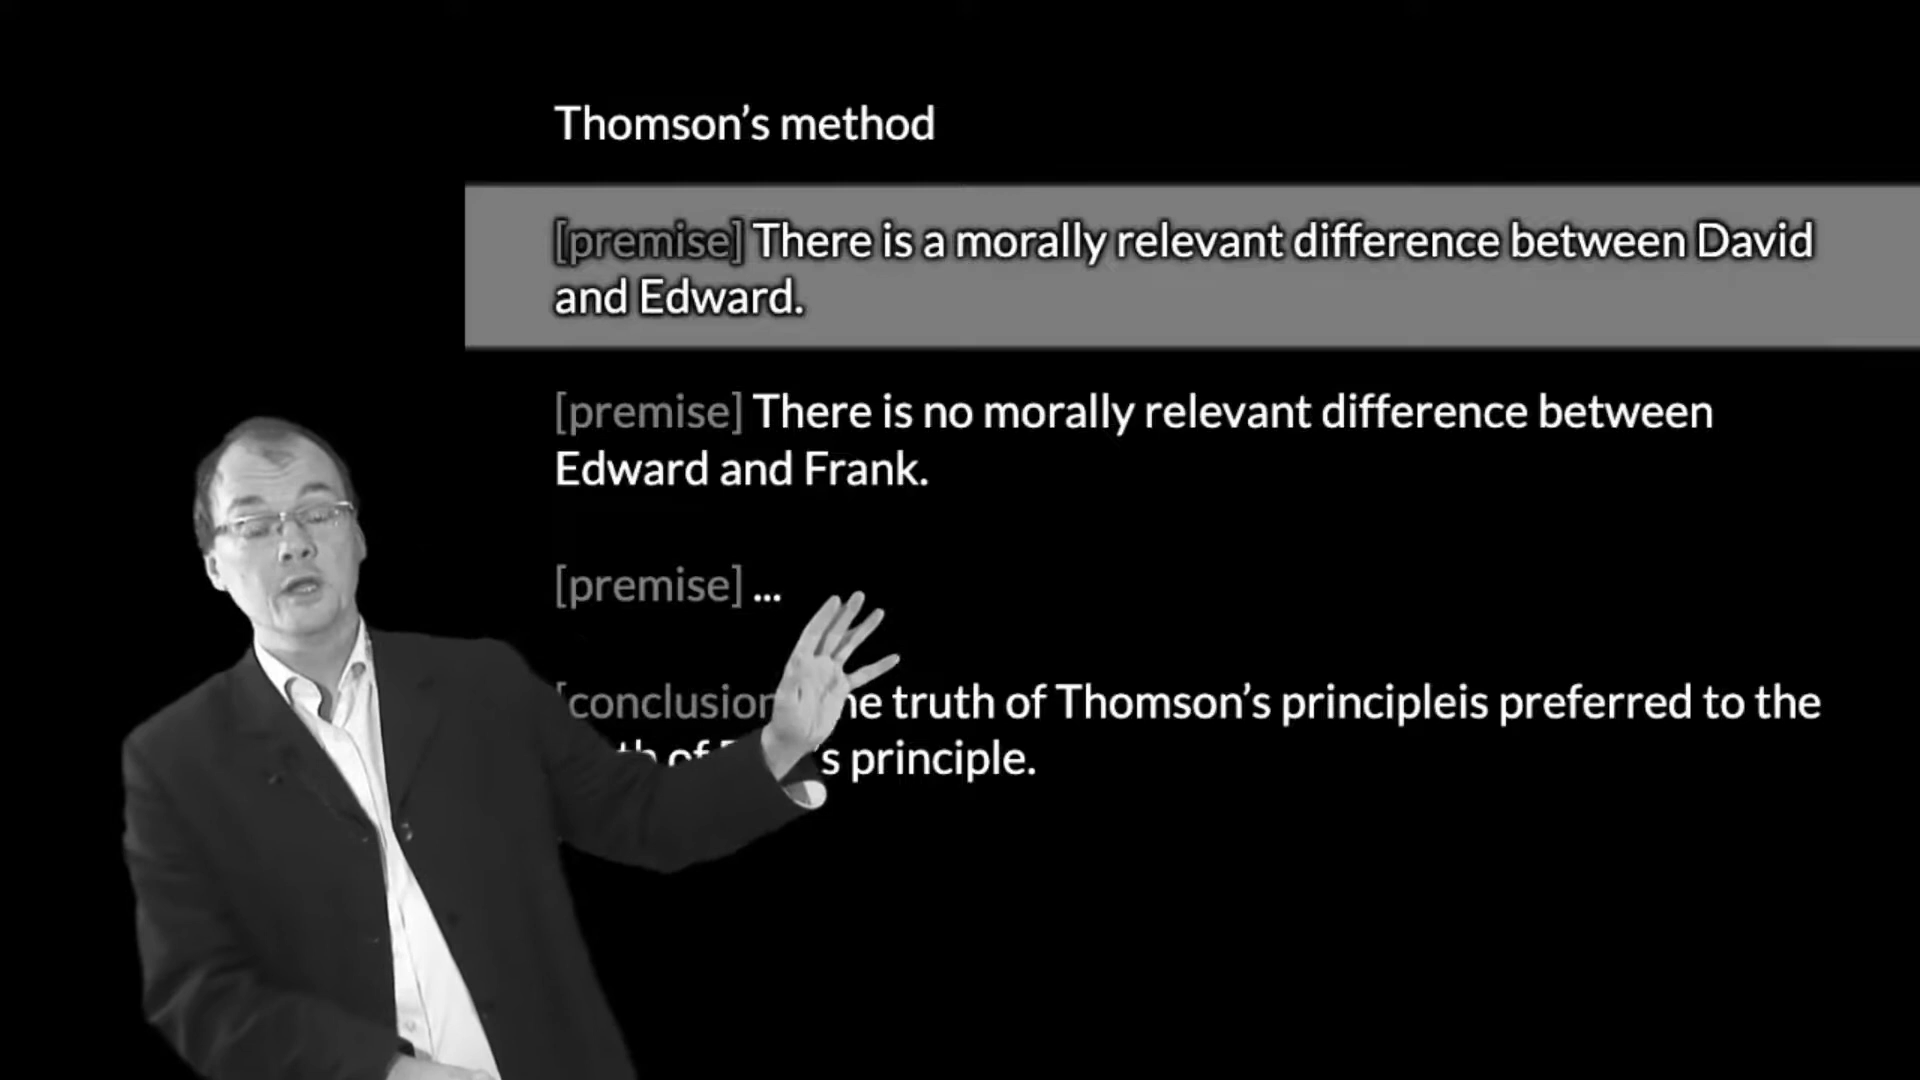 Thomson's method
[premise] There is a morally relevant difference between David
and Edward.
[premise] There is no morally relevant difference between
Edward and Frank.
[premise] ...
[conclusion truth of Thomson's principleis preferred to the
of principle.